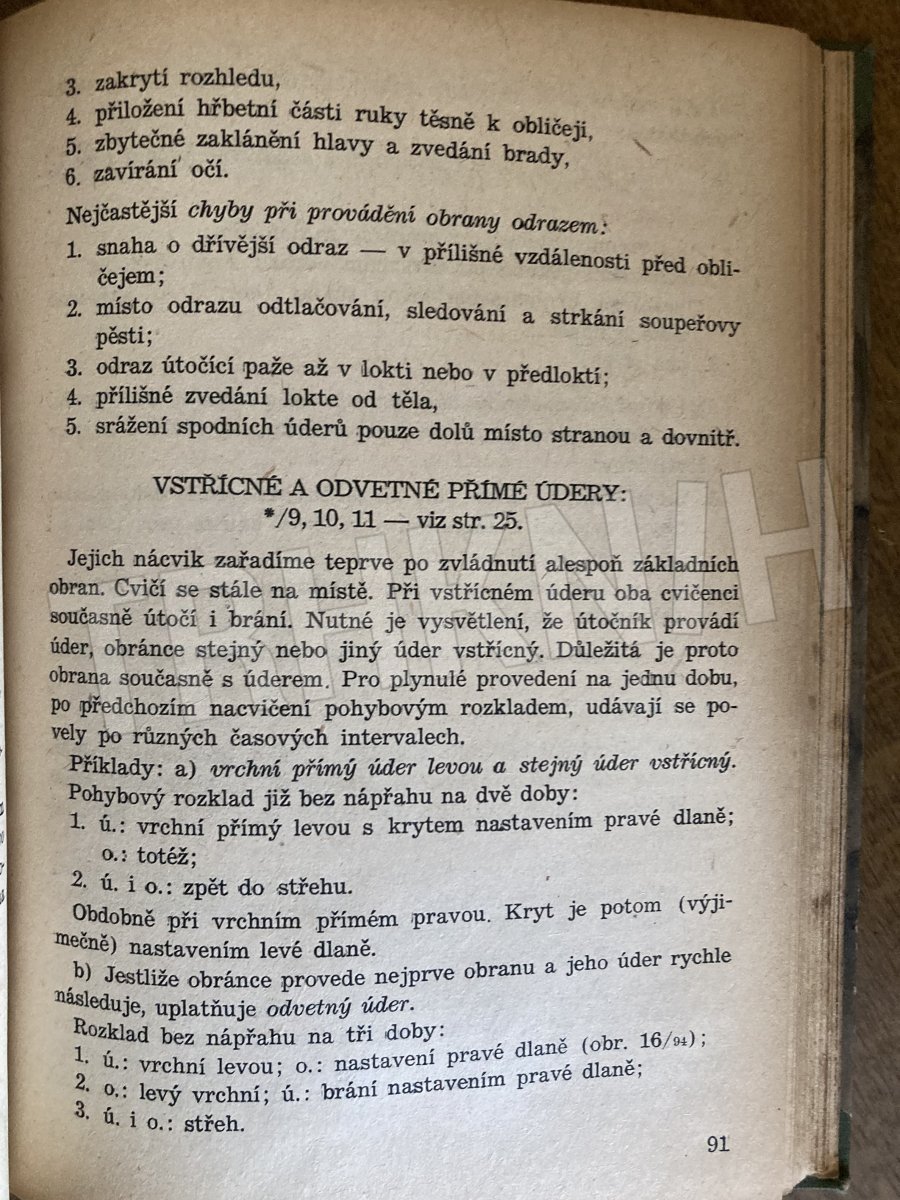 3. zakrytí rozhledu,
4. přiložení hřbetní části ruky těsně k obličeji,
5. zbytečné zaklánění hlavy a zvedání brady,
6. zavírání očí.
Nejčastější chyby při provádění obrany odrazem:
1. snaha o dřívější odraz — v přílišné vzdálenosti před obli-
čejem;
2. místo odrazu odtlačování, sledování a strkání soupeřovy
pěsti;
3. odraz útočící paže až v lokti nebo v předloktí;
4. přílišné zvedání lokte od těla,
5. srážení spodních úderů pouze dolů místo stranou a dovnitř.
VSTŘÍCNÉ A ODVETNÉ PŘÍMÉ ÚDERY:
*/9, 10, 11 — viz str. 25.
Jejich nácvik zařadíme teprve po zvládnutí alespoň základních
obran. Cvičí se stále na místě. Při vstřícném úderu oba cvičenci
současně útočí i brání. Nutné je vysvětlení, že útočník provádí
úder, obránce stejný nebo jiný úder vstřícný. Důležitá je proto
obrana současně s úderem. Pro plynulé provedení na jednu dobu,
po předchozím nacvičení pohybovým rozkladem, udávají se po-
vely po různých časových intervalech.
Příklady: a) vrchní přímý úder levou a stejný úder vstřícný.
Pohybový rozklad již bez nápřahu na dvě doby:
1. ú.: vrchní přímý levou s krytem nastavením pravé dlaně;
o.: totéž;
2. ú. i o.: zpět do střehu.
Obdobně při vrchním přímém pravou. Kryt je potom (výji-
mečně) nastavením levé dlaně.
b) Jestliže obránce provede nejprve obranu a jeho úder rychle
následuje, uplatňuje odvetný úder.
Rozklad bez nápřahu na tři doby:
1. ú.: vrchní levou; o.: nastavení pravé dlaně (obr. 16/94);
2. o.: levý vrchní; ú.: brání nastavením pravé dlaně;
3. ú. i o.: střeh.
91